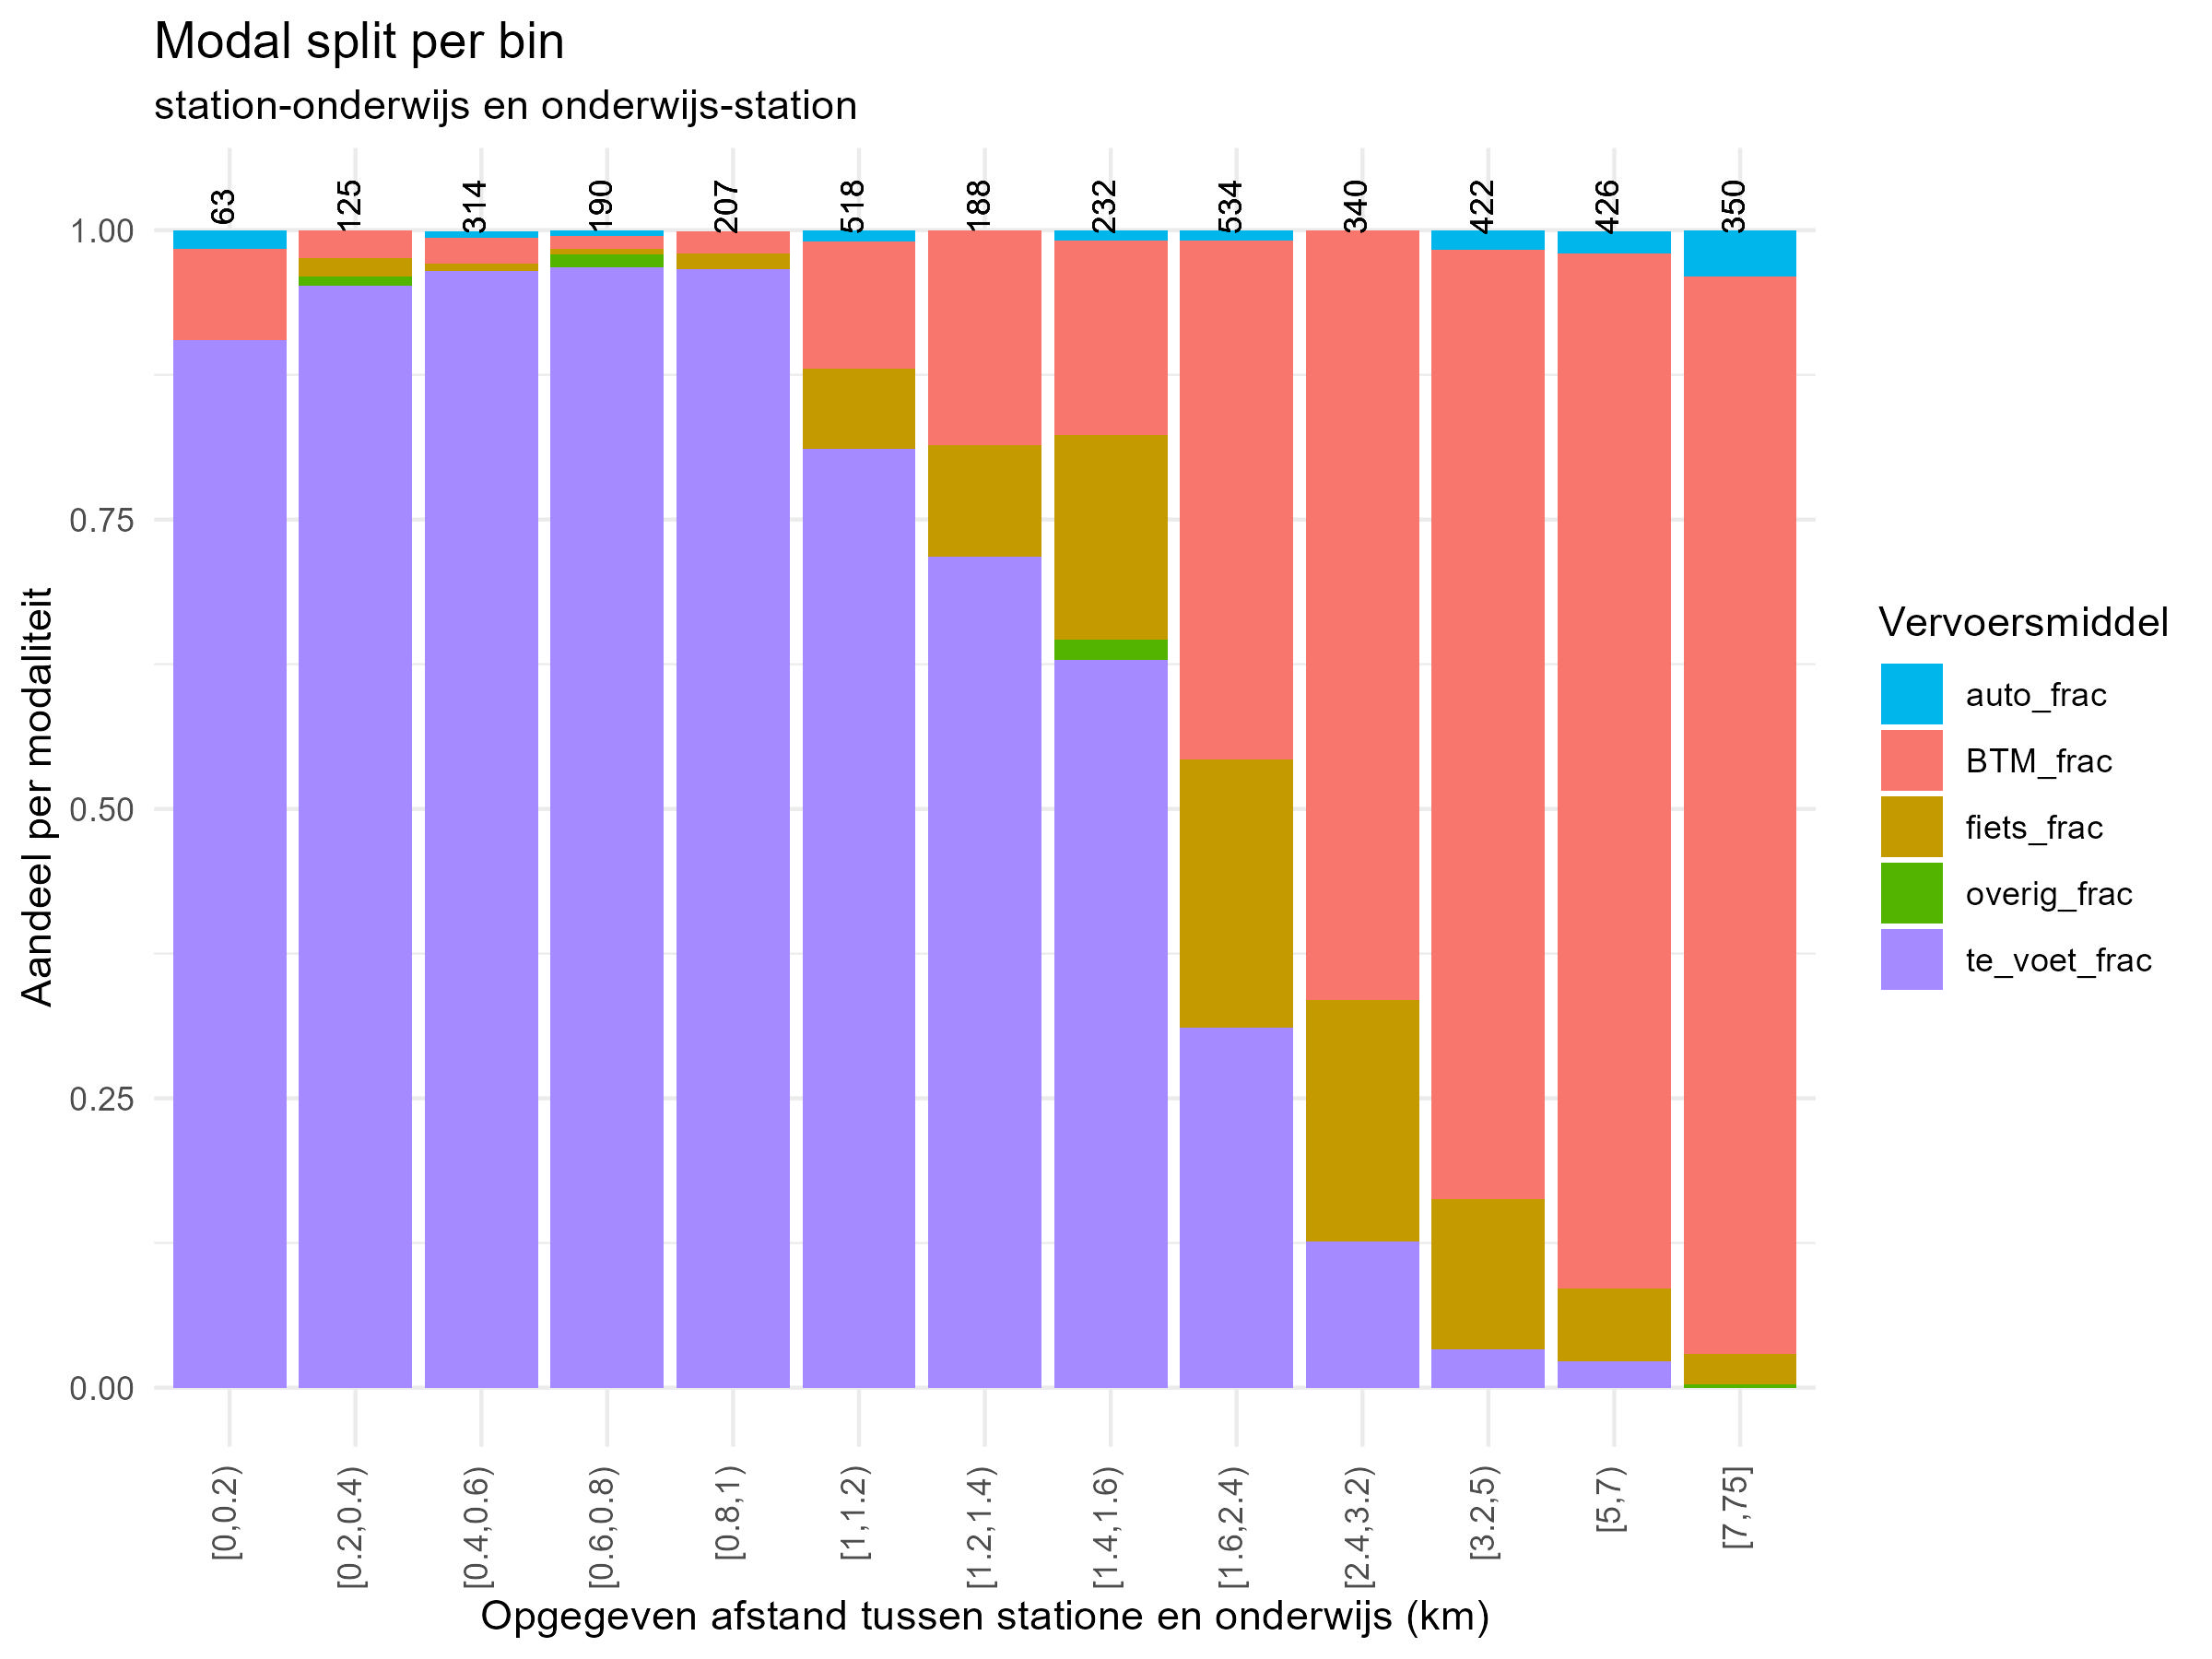 Modal split per bin
station-onderwijs en onderwijs-station
63 125 314 190 207 518 188 232 534 340 422 426 350
1.00
0.75
0.50
0.25
0.00
Aandeel per modaliteit
[0,0.2) [0.2,0.4) [0.4,0.6) [0.6,0.8) [0.8,1) [1,1.2) [1.2,1.4) [1.4,1.6) [1.6,2.4) [2.4,3.2) [3.2,5) [5,7) [7,75]
Opgegeven afstand tussen statione en onderwijs (km)
Vervoersmiddel
auto_frac
BTM_frac
fiets_frac
overig_frac
te_voet_frac